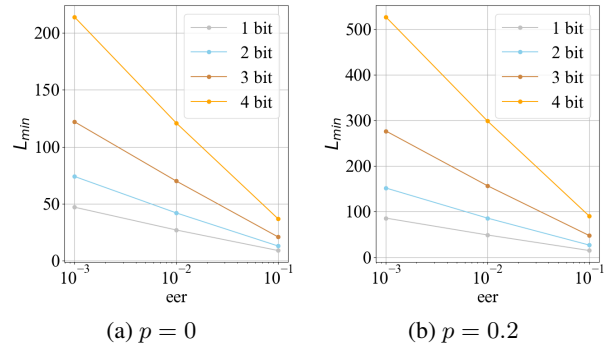 200
150
100
50
0
L_min
10^-3
10^-2
10^-1
eer
1 bit
2 bit
3 bit
4 bit
(a) p = 0
500
400
300
200
100
0
L_min
10^-3
10^-2
10^-1
eer
1 bit
2 bit
3 bit
4 bit
(b) p = 0.2